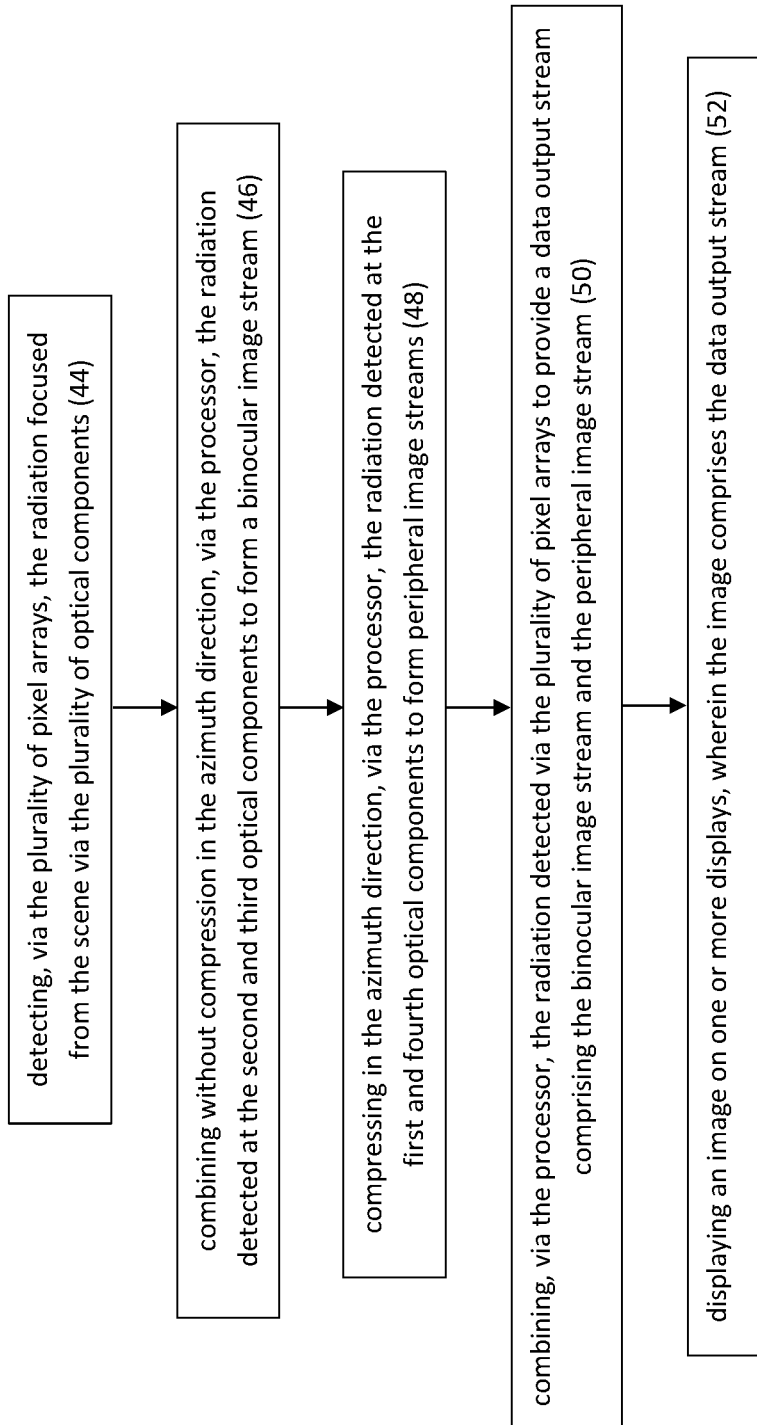 detecting, via the plurality of pixel arrays, the radiation focused
from the scene via the plurality of optical components (44)
combining without compression in the azimuth direction, via the processor, the radiation
detected at the second and third optical components to form a binocular image stream (46)
compressing in the azimuth direction, via the processor, the radiation detected at the
first and fourth optical components to form peripheral image streams (48)
combining, via the processor, the radiation detected via the plurality of pixel arrays to provide a data output stream
comprising the binocular image stream and the peripheral image stream (50)
displaying an image on one or more displays, wherein the image comprises the data output stream (52)